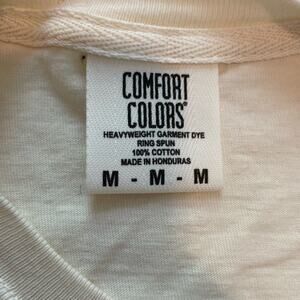 COMFORT
COLORS®
HEAVYWEIGHT GARMENT DYE
RING SPUN
100% COTTON
MADE IN HONDURAS
M - M - M